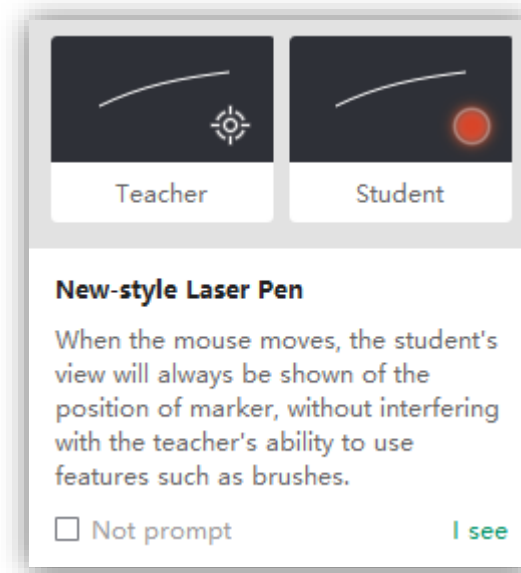 Teacher
Student
New-style Laser Pen
When the mouse moves, the student's
view will always be shown of the
position of marker, without interfering
with the teacher's ability to use
features such as brushes.
Not prompt
I see